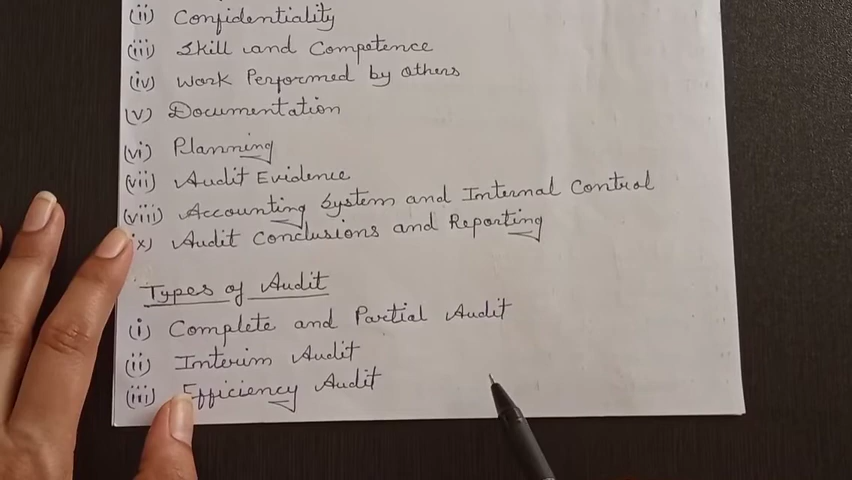 (ii) Confidentiality
(iii) Skill and Competence
(iv) Work Performed by Others
(v) Documentation
(vi) Planning
(vii) Audit Evidence
(viii) Accounting System and Internal Control
ix) Audit Conclusions and Reporting
Types of Audit
(i) Complete and Partial Audit
(ii) Interim Audit
(iii) Efficiency Audit